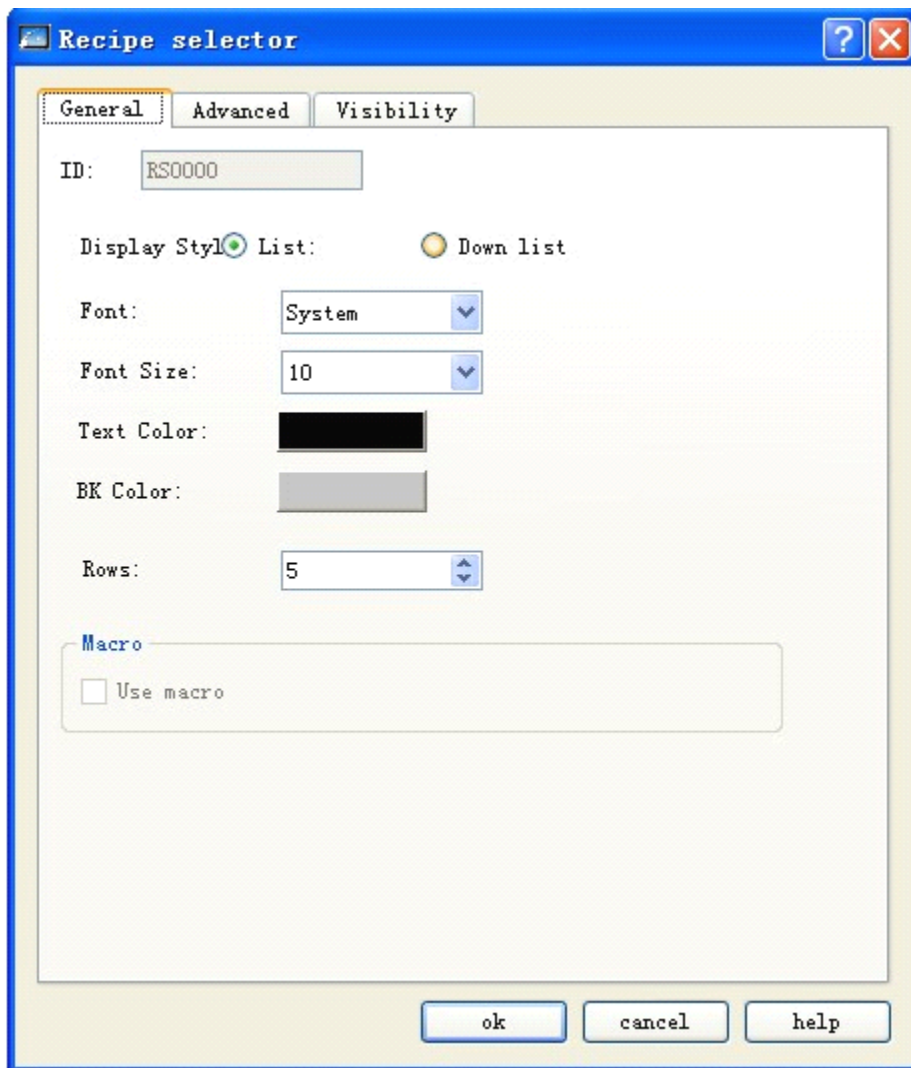 Recipe selector
General Advanced Visibility
ID: RS0000
Display Styl List: Down list
Font: System
Font Size: 10
Text Color:
BK Color:
Rows: 5
Macro
Use macro
ok cancel help